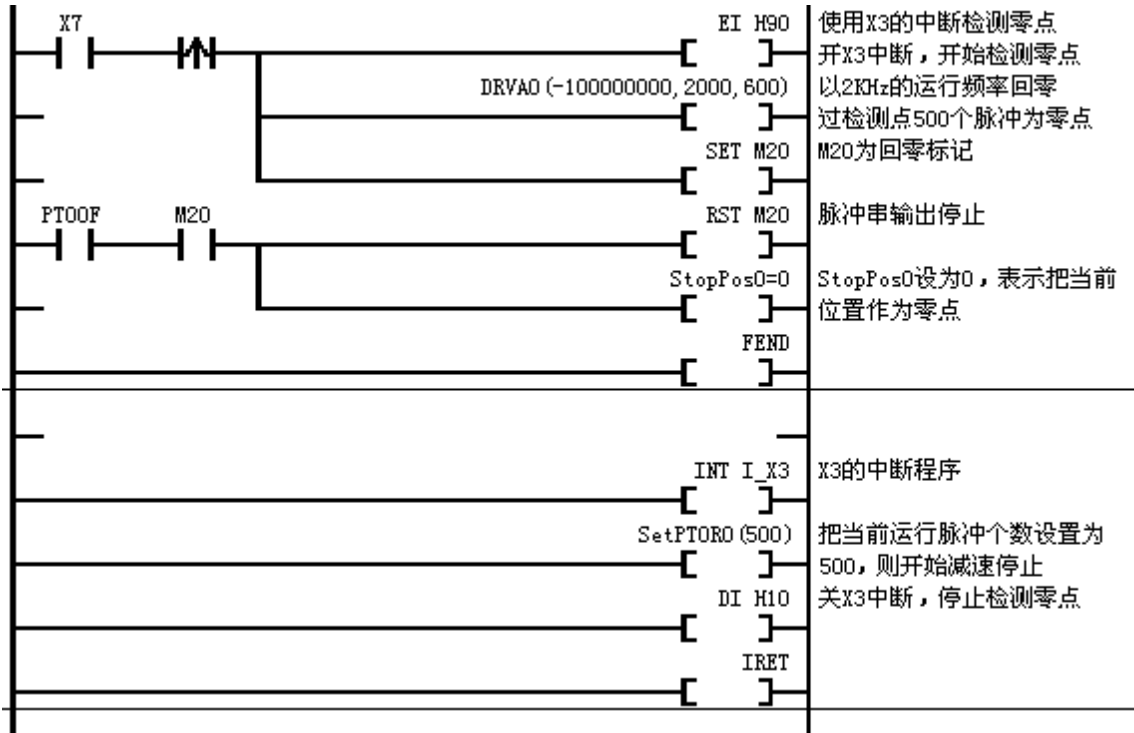 X7
EI H90
使用X3的中断检测零点
开X3中断，开始检测零点
DRVA0(-100000000,2000,600)
以2KHz的运行频率回零
过检测点500个脉冲为零点
SET M20
M20为回零标记
PT00F
M20
RST M20
脉冲串输出停止
StopPos0=0
StopPos0设为0，表示把当前
位置作为零点
FEND
INT I_X3
X3的中断程序
SetPTOR0(500)
把当前运行脉冲个数设置为
500，则开始减速停止
DI H10
关X3中断，停止检测零点
IRET